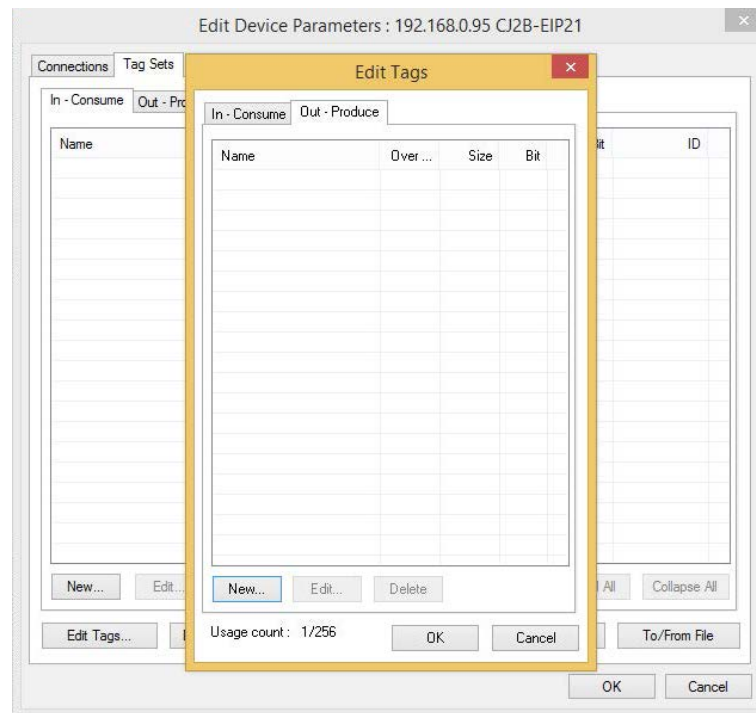 Edit Device Parameters : 192.168.0.95 CJ2B-EIP21
Connections Tag Sets
In - Consume Out - Pro
Name Bit ID
Edit Tags
In - Consume Out - Produce
Name Over ... Size Bit
New... Edit... Delete
Usage count : 1/256 OK Cancel
New... Edit... All Collapse All
Edit Tags... To/From File
OK Cancel